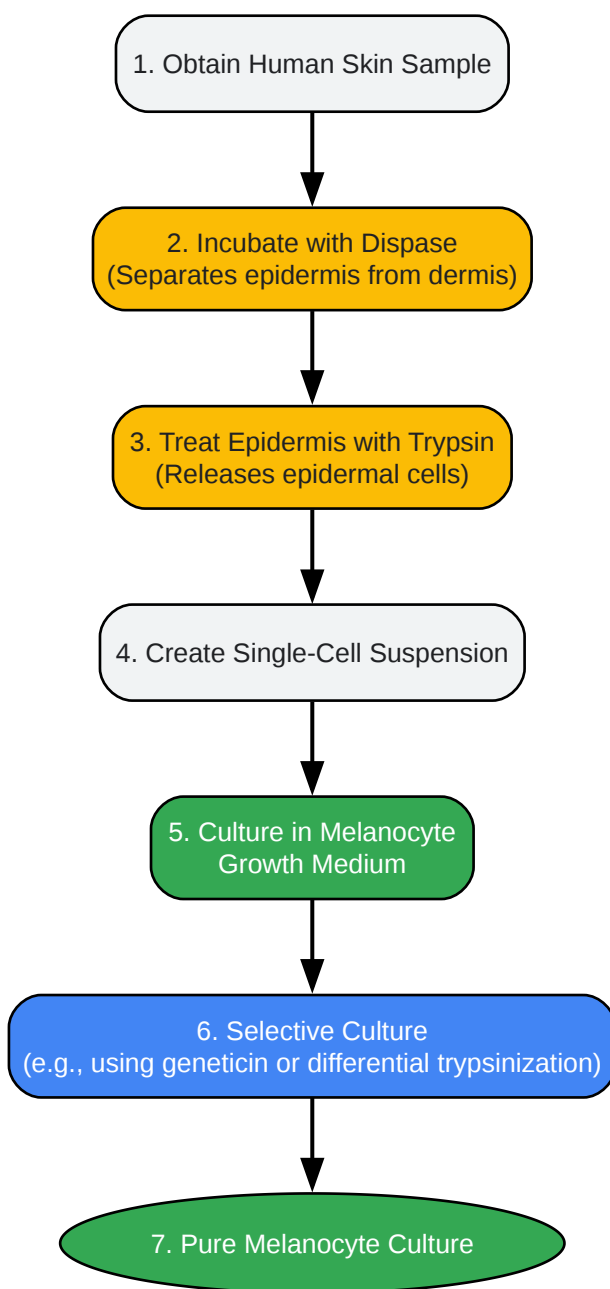 1. Obtain Human Skin Sample
2. Incubate with Dispase
(Separates epidermis from dermis)
3. Treat Epidermis with Trypsin
(Releases epidermal cells)
4. Create Single-Cell Suspension
5. Culture in Melanocyte
Growth Medium
6. Selective Culture
(e.g., using geneticin or differential trypsinization)
7. Pure Melanocyte Culture